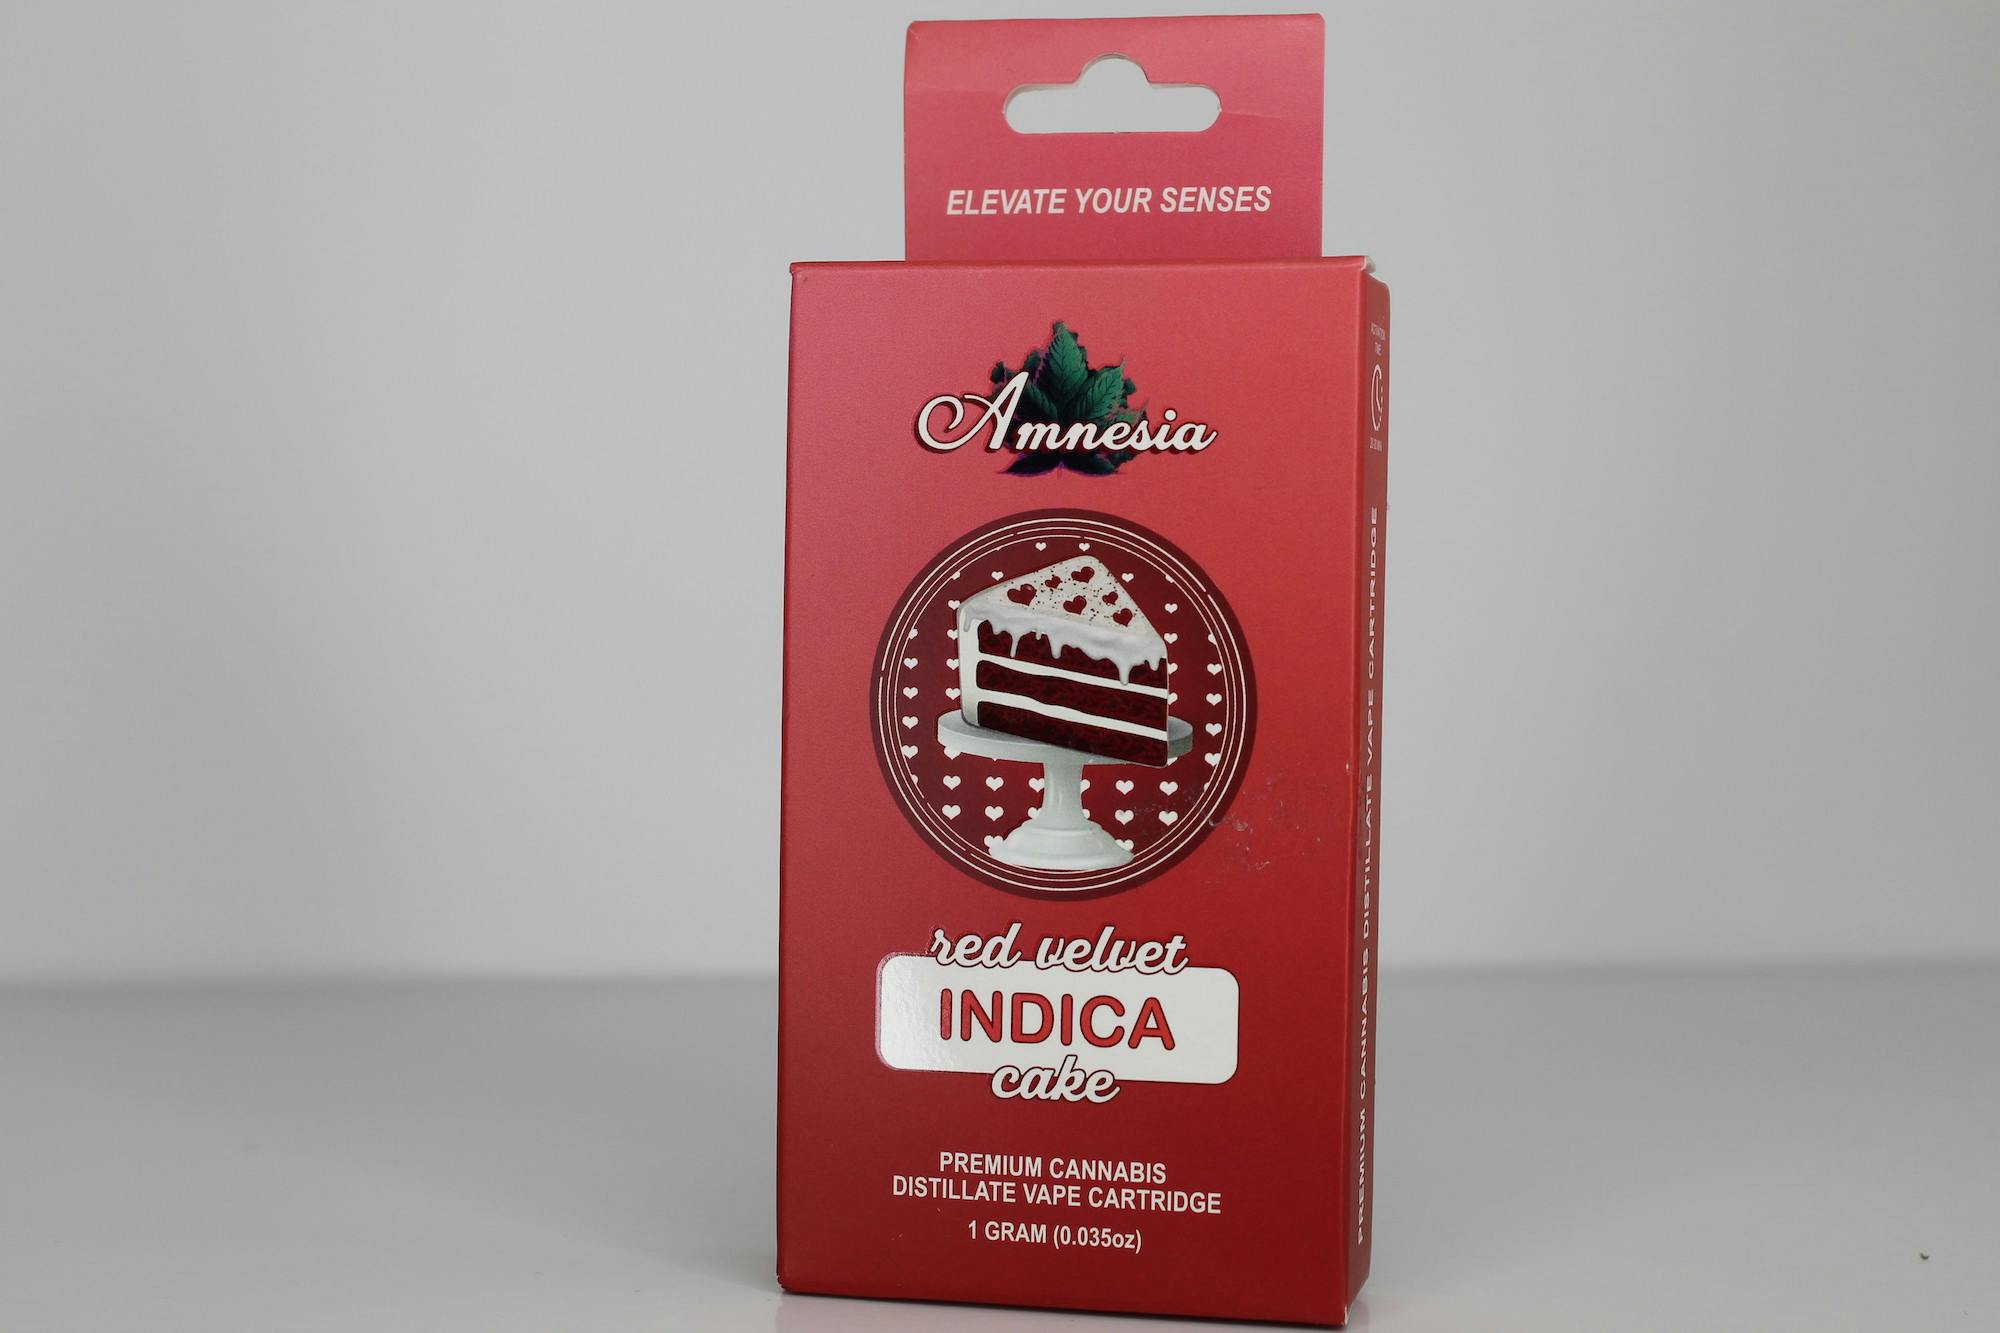 ELEVATE YOUR SENSES
Amnesia
red velvet
INDICA
cake
PREMIUM CANNABIS
DISTILLATE VAPE CARTRIDGE
1 GRAM (0.035oz)
PREMIUM CANNABIS DISTILLATE VAPE CARTRIDGE